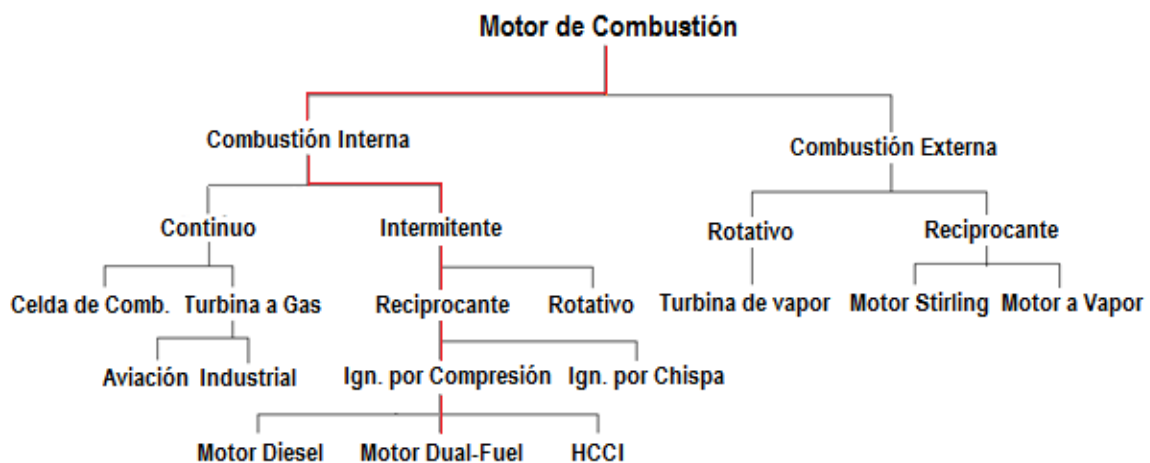 Motor de Combustión
Combustión Interna
Combustión Externa
Continuo
Intermitente
Rotativo
Reciprocante
Celda de Comb.
Turbina a Gas
Reciprocante
Rotativo
Turbina de vapor
Motor Stirling
Motor a Vapor
Aviación
Industrial
Ign. por Compresión
Ign. por Chispa
Motor Diesel
Motor Dual-Fuel
HCCI